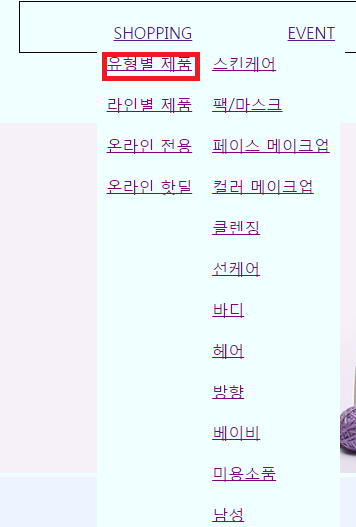 SHOPPING EVENT
유형별 제품 스킨케어
라인별 제품 팩/마스크
온라인 전용 페이스 메이크업
온라인 핫딜 컬러 메이크업
클렌징
선케어
바디
헤어
방향
베이비
미용소품
남성